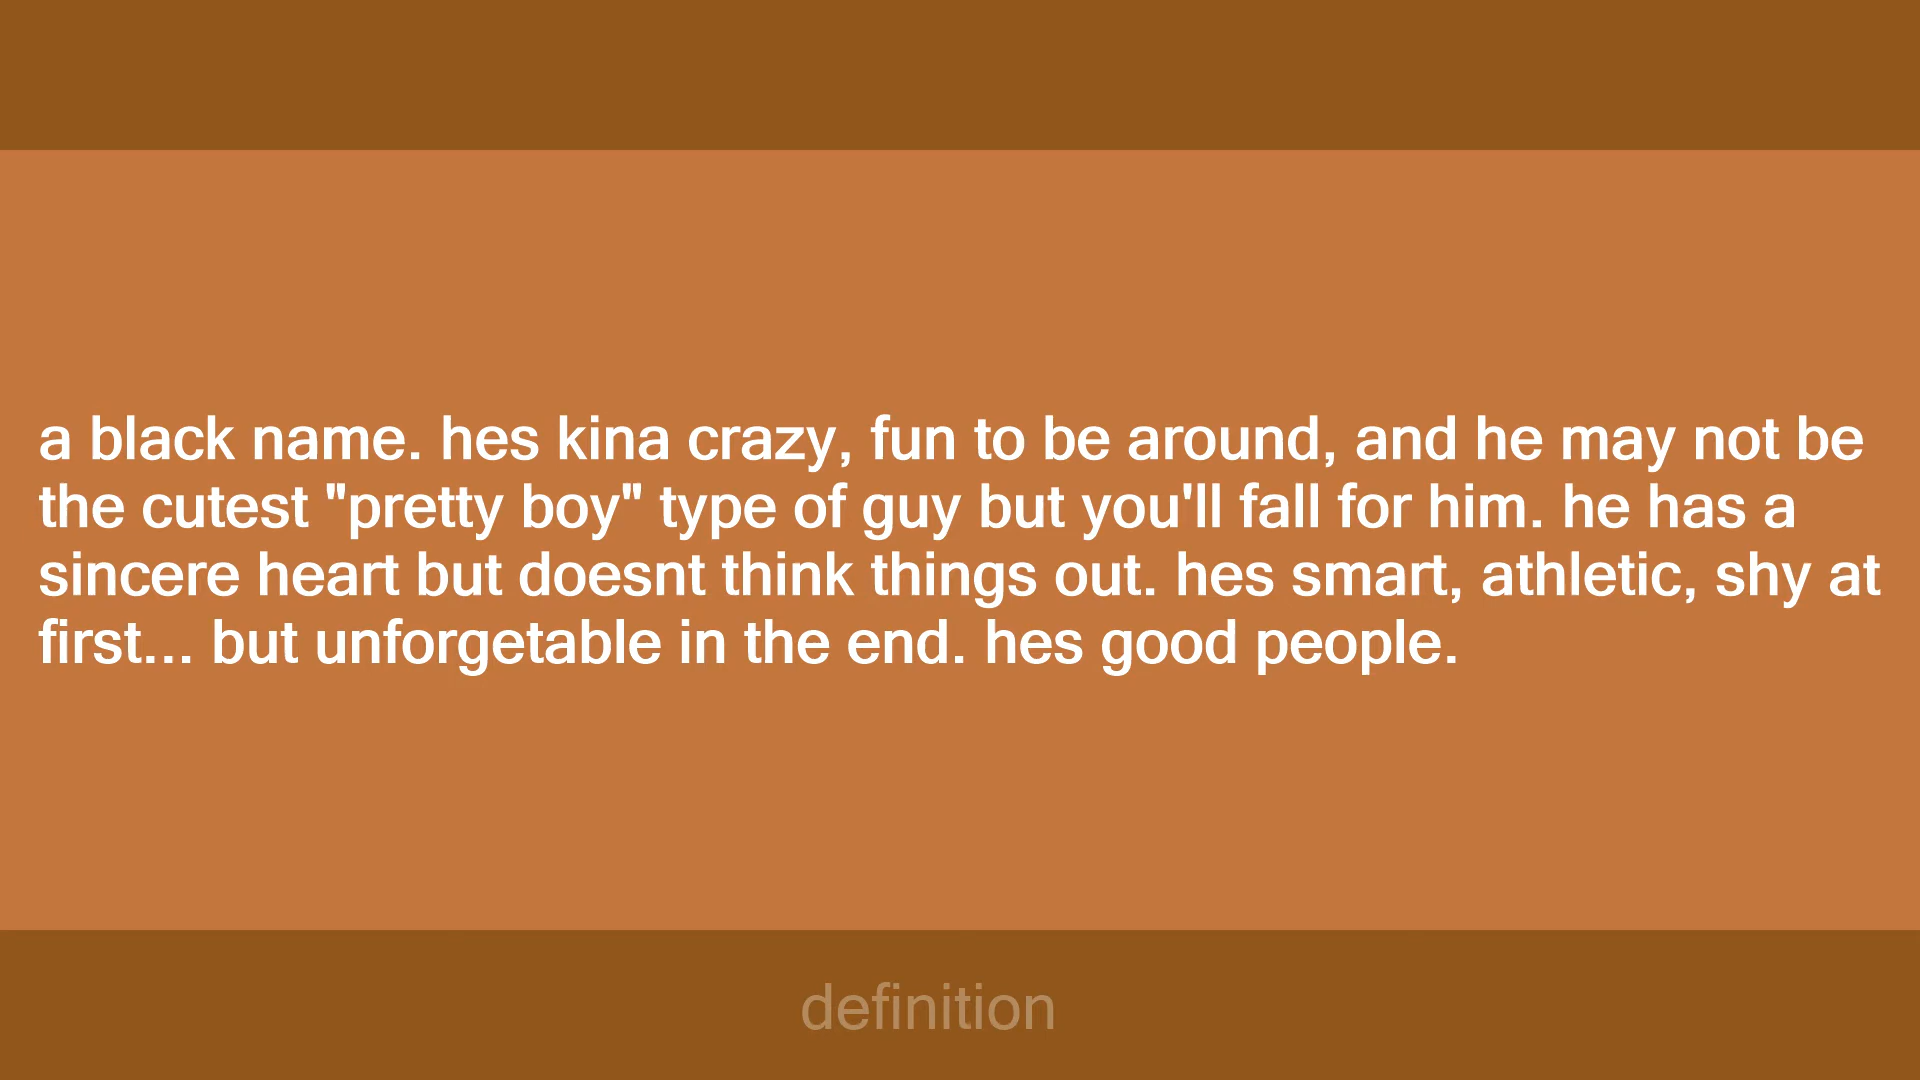 a black name. hes kina crazy, fun to be around, and he may not be
the cutest "pretty boy" type of guy but you'll fall for him. he has a
sincere heart but doesnt think things out. hes smart, athletic, shy at
first... but unforgetable in the end. hes good people.
definition